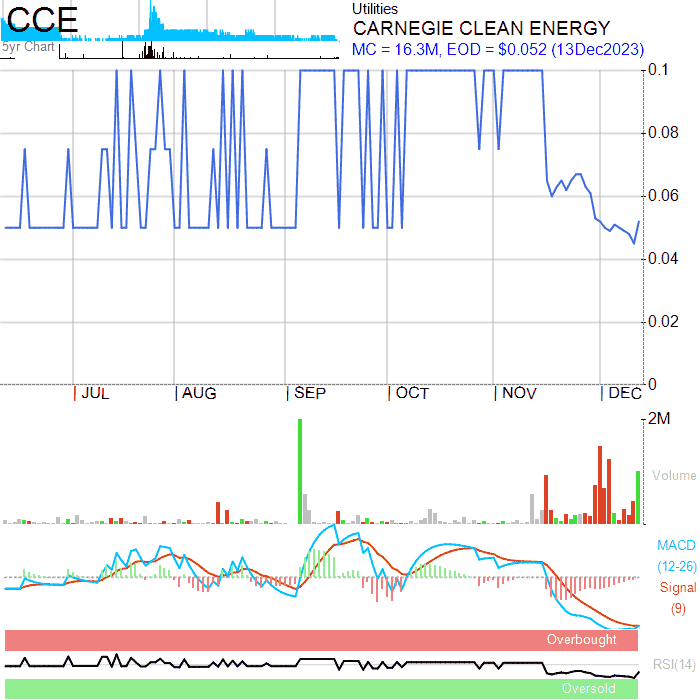 CCE
5yr Chart
Utilities
CARNEGIE CLEAN ENERGY
MC = 16.3M, EOD = $0.052 (13Dec2023)
0.1
0.08
0.06
0.04
0.02
0
JUL AUG SEP OCT NOV DEC
2M
Volume
MACD
(12-26)
Signal
(9)
Overbought
RSI(14)
Oversold